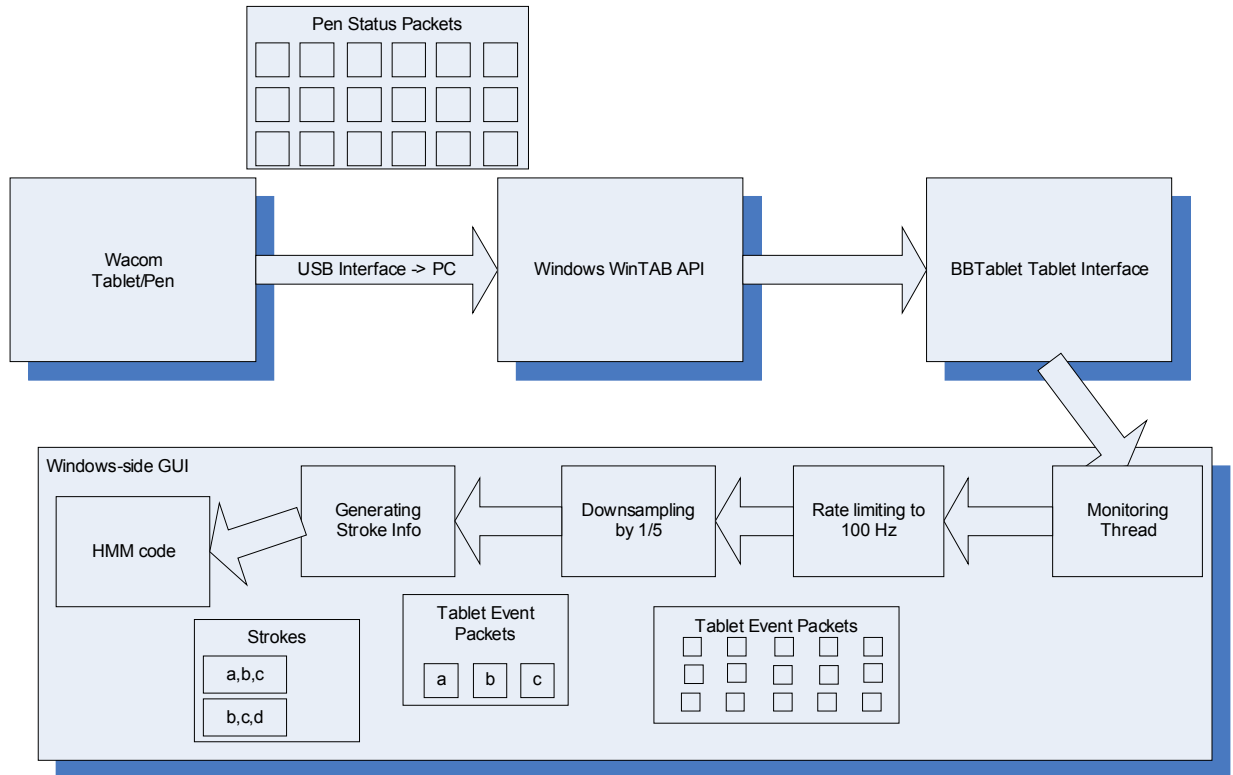 Pen Status Packets
Wacom
Tablet/Pen
USB Interface -> PC
Windows WinTAB API
BBTablet Tablet Interface
Windows-side GUI
HMM code
Generating
Stroke Info
Downsampling
by 1/5
Rate limiting to
100 Hz
Monitoring
Thread
Strokes
a,b,c
b,c,d
Tablet Event
Packets
a b c
Tablet Event Packets